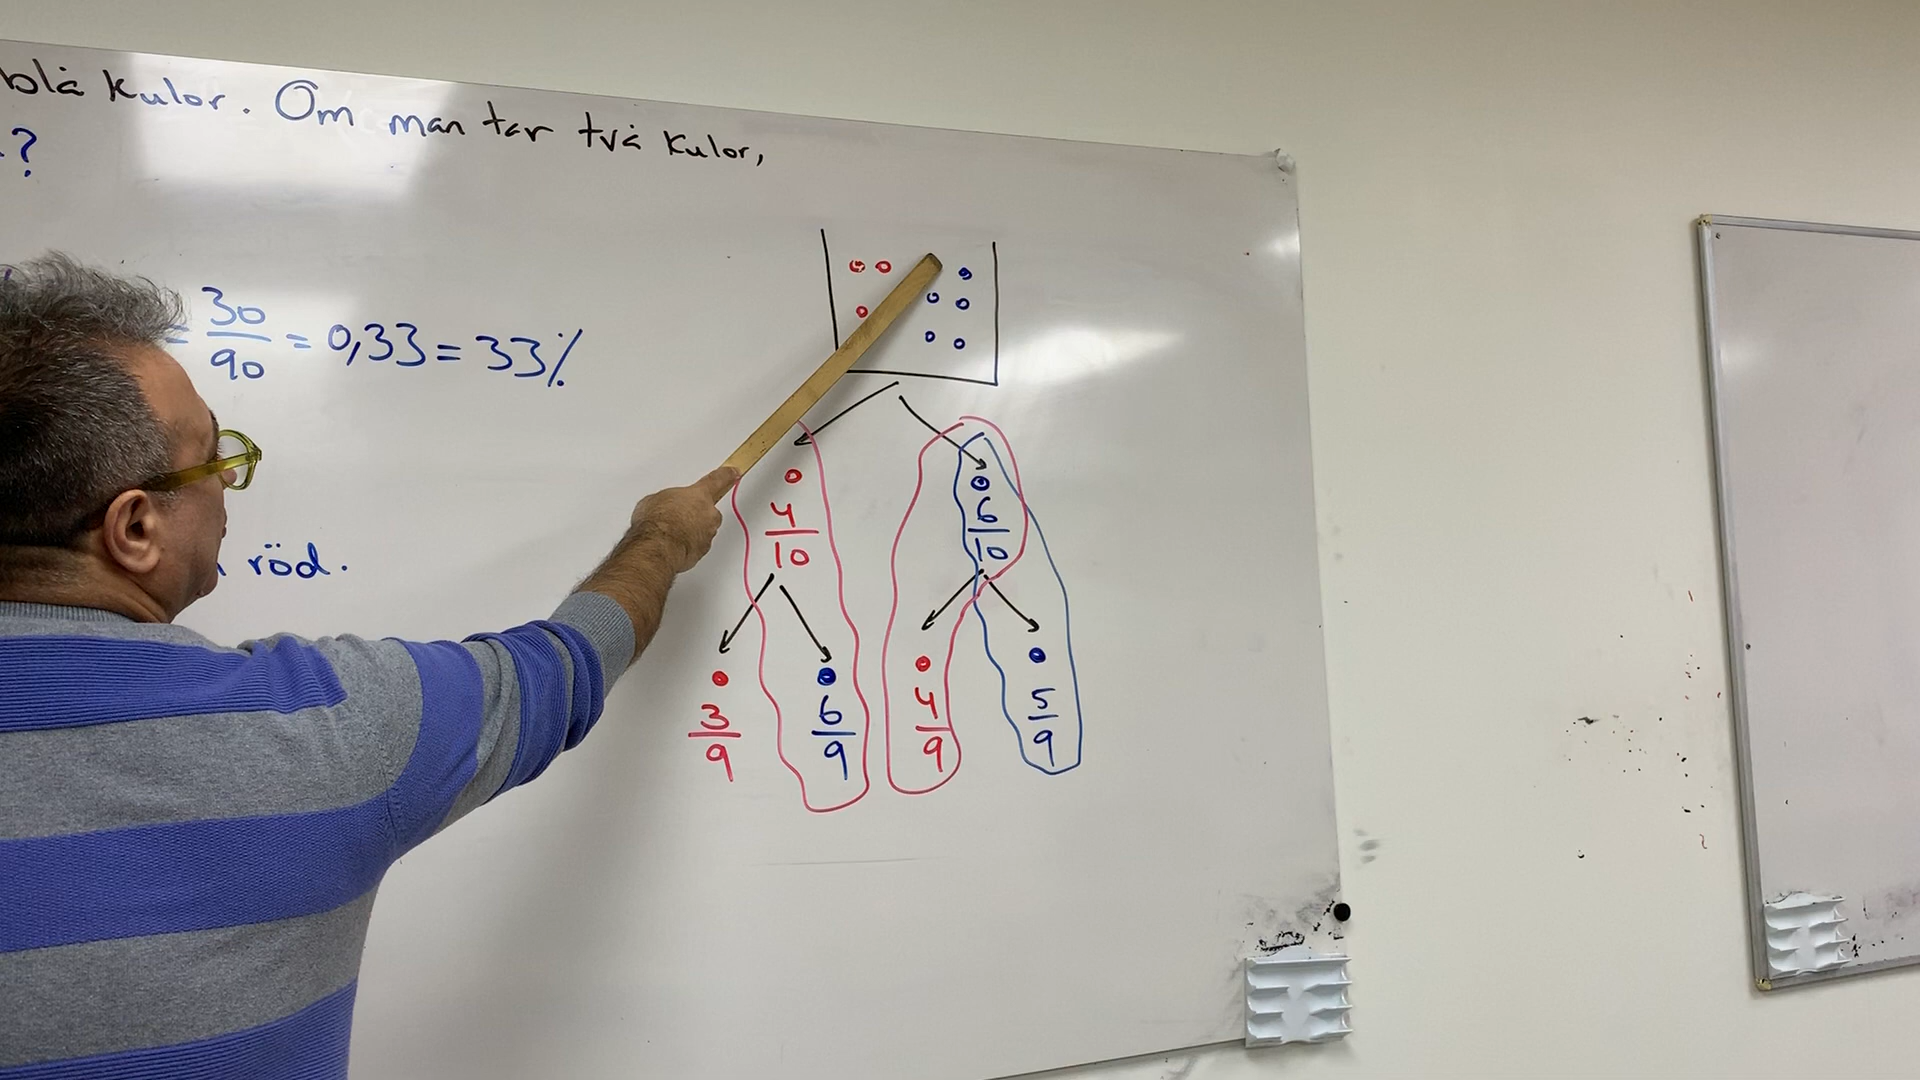 blå kulor. Om man tar två kulor,
?
= 30/90 = 0,33 = 33%
röd.
4/10 6/10
3/9 6/9 4/9 5/9